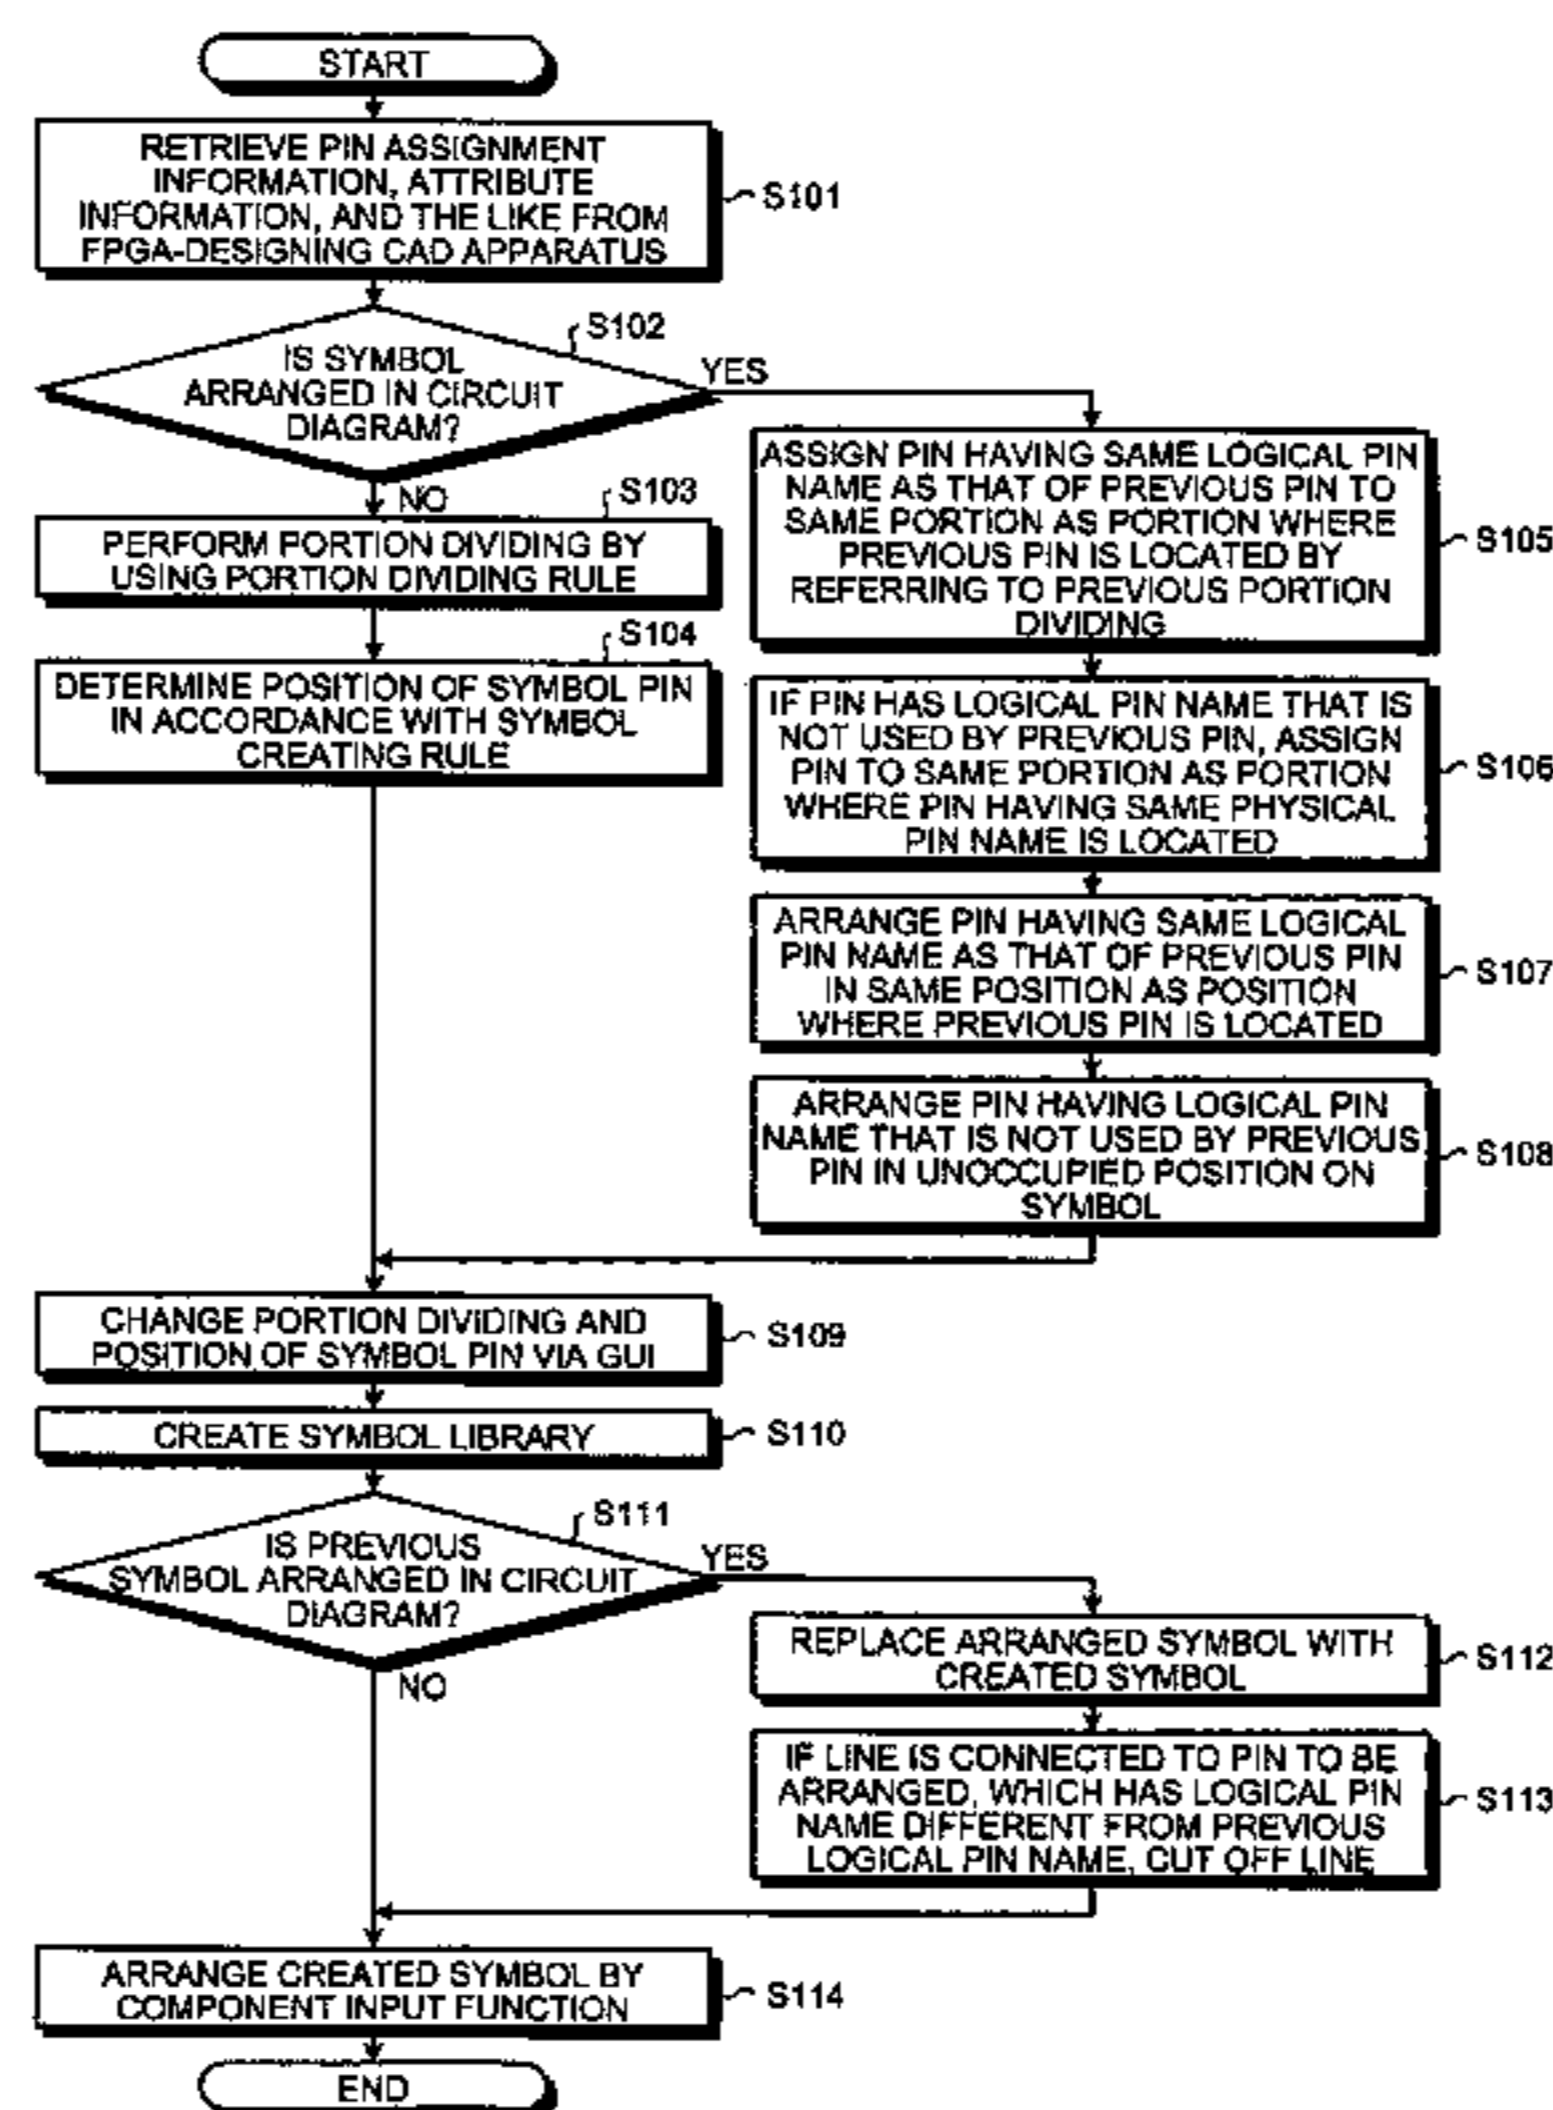 START
RETRIEVE PIN ASSIGNMENT
INFORMATION, ATTRIBUTE
INFORMATION, AND THE LIKE FROM
FPGA-DESIGNING CAD APPARATUS
S101
S102
IS SYMBOL
ARRANGED IN CIRCUIT
DIAGRAM?
YES
NO
S103
PERFORM PORTION DIVIDING BY
USING PORTION DIVIDING RULE
S104
DETERMINE POSITION OF SYMBOL PIN
IN ACCORDANCE WITH SYMBOL
CREATING RULE
ASSIGN PIN HAVING SAME LOGICAL PIN
NAME AS THAT OF PREVIOUS PIN TO
SAME PORTION AS PORTION WHERE
PREVIOUS PIN IS LOCATED BY
REFERRING TO PREVIOUS PORTION
DIVIDING
S105
IF PIN HAS LOGICAL PIN NAME THAT IS
NOT USED BY PREVIOUS PIN, ASSIGN
PIN TO SAME PORTION AS PORTION
WHERE PIN HAVING SAME PHYSICAL
PIN NAME IS LOCATED
S106
ARRANGE PIN HAVING SAME LOGICAL
PIN NAME AS THAT OF PREVIOUS PIN
IN SAME POSITION AS POSITION
WHERE PREVIOUS PIN IS LOCATED
S107
ARRANGE PIN HAVING LOGICAL PIN
NAME THAT IS NOT USED BY PREVIOUS
PIN IN UNOCCUPIED POSITION ON
SYMBOL
S108
CHANGE PORTION DIVIDING AND
POSITION OF SYMBOL PIN VIA GUI
S109
CREATE SYMBOL LIBRARY
S110
S111
IS PREVIOUS
SYMBOL ARRANGED IN CIRCUIT
DIAGRAM?
YES
NO
REPLACE ARRANGED SYMBOL WITH
CREATED SYMBOL
S112
IF LINE IS CONNECTED TO PIN TO BE
ARRANGED, WHICH HAS LOGICAL PIN
NAME DIFFERENT FROM PREVIOUS
LOGICAL PIN NAME, CUT OFF LINE
S113
ARRANGE CREATED SYMBOL BY
COMPONENT INPUT FUNCTION
S114
END